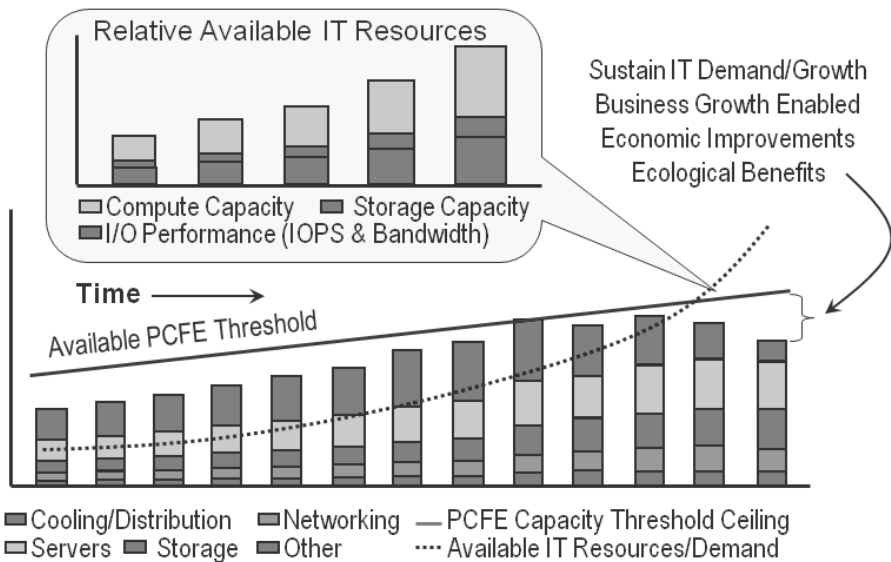 Relative Available IT Resources
Compute Capacity Storage Capacity
I/O Performance (IOPS & Bandwidth)
Sustain IT Demand/Growth
Business Growth Enabled
Economic Improvements
Ecological Benefits
Time
Available PCFE Threshold
Cooling/Distribution Networking PCFE Capacity Threshold Ceiling
Servers Storage Other Available IT Resources/Demand